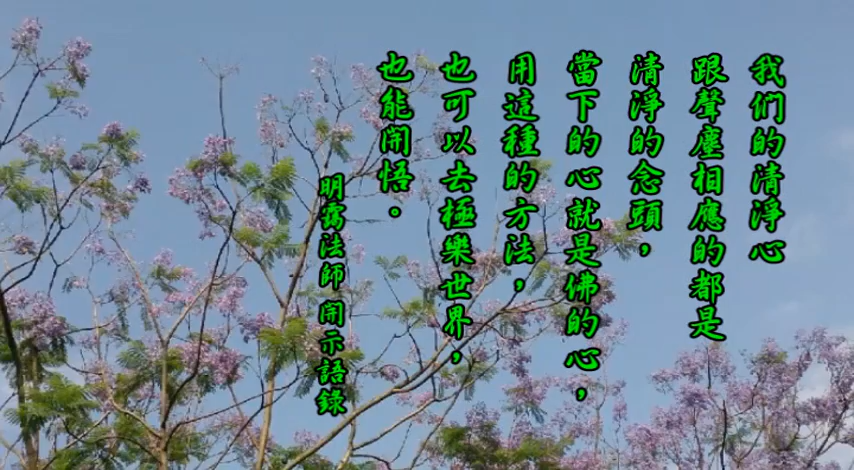 我们的清淨心
跟聲塵相應的都是
清淨的念頭，
當下的心就是佛的心，
用這種的方法，
也可以去極樂世界，
也能開悟。
明靄法師 開示語錄